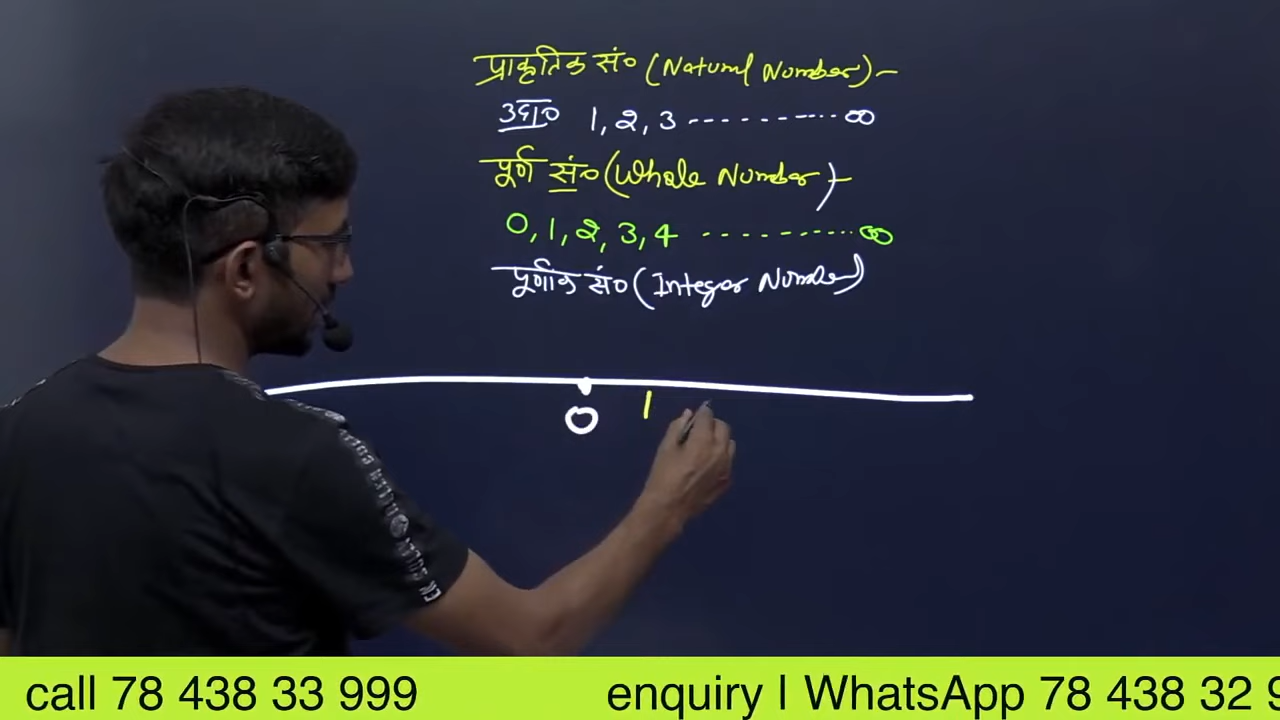 प्राकृतिक सं० (Natural Number) –
उदा० 1, 2, 3 ---------- ∞
पूर्ण सं० (Whole Number) –
0, 1, 2, 3, 4 ---------- ∞
पूर्णांक सं० (Integer Number)
0 1
call 78 438 33 999 enquiry | WhatsApp 78 438 32 9